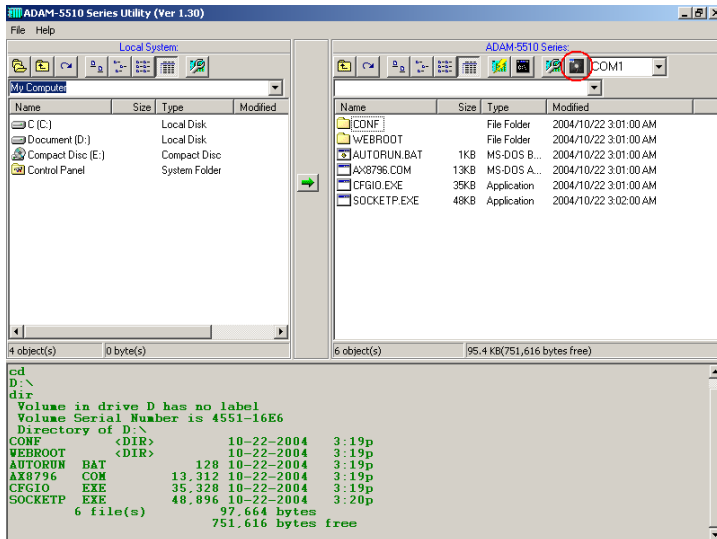 ADAM-5510 Series Utility (Ver 1.30)
File Help
Local System:
ADAM-5510 Series:
COM1
My Computer
Name Size Type Modified
C (C:) Local Disk
Document (D:) Local Disk
Compact Disc (E:) Compact Disc
Control Panel System Folder
4 object(s) 0 byte(s)
Name Size Type Modified
CONF File Folder 2004/10/22 3:01:00 AM
WEBROOT File Folder 2004/10/22 3:01:00 AM
AUTORUN.BAT 1KB MS-DOS B... 2004/10/22 3:01:00 AM
AX8796.COM 13KB MS-DOS A... 2004/10/22 3:01:00 AM
CFGIO.EXE 35KB Application 2004/10/22 3:01:00 AM
SOCKETP.EXE 48KB Application 2004/10/22 3:02:00 AM
6 object(s) 95.4 KB(751,616 bytes free)
cd
D:\
dir
Volume in drive D has no label
Volume Serial Number is 4551-16E6
Directory of D:\
CONF <DIR> 10-22-2004 3:19p
WEBROOT <DIR> 10-22-2004 3:19p
AUTORUN BAT 128 10-22-2004 3:19p
AX8796 COM 13,312 10-22-2004 3:19p
CFGIO EXE 35,328 10-22-2004 3:19p
SOCKETP EXE 48,896 10-22-2004 3:20p
6 file(s) 97,664 bytes
751,616 bytes free